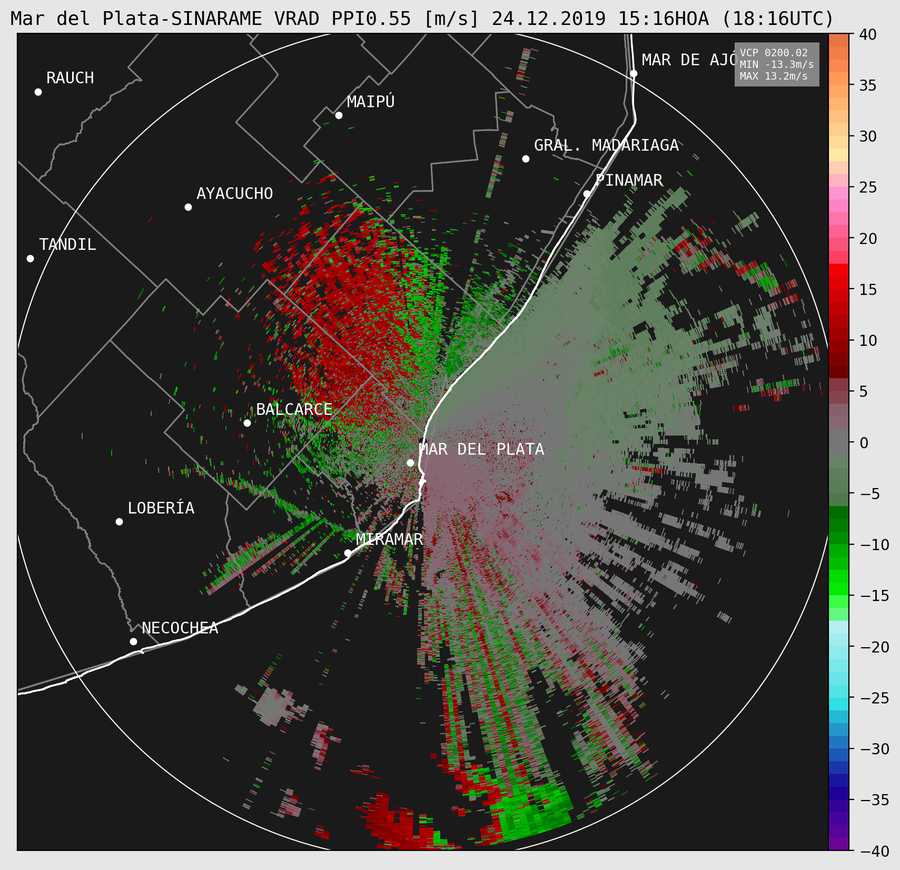 Mar del Plata-SINARAME VRAD PPI0.55 [m/s] 24.12.2019 15:16HOA (18:16UTC)
VCP 0200.02
MIN -13.3m/s
MAX 13.2m/s
MAR DE AJÓ
RAUCH
MAIPÚ
GRAL. MADARIAGA
PINAMAR
AYACUCHO
TANDIL
BALCARCE
MAR DEL PLATA
LOBERÍA
MIRAMAR
NECOCHEA
40
35
30
25
20
15
10
5
0
−5
−10
−15
−20
−25
−30
−35
−40